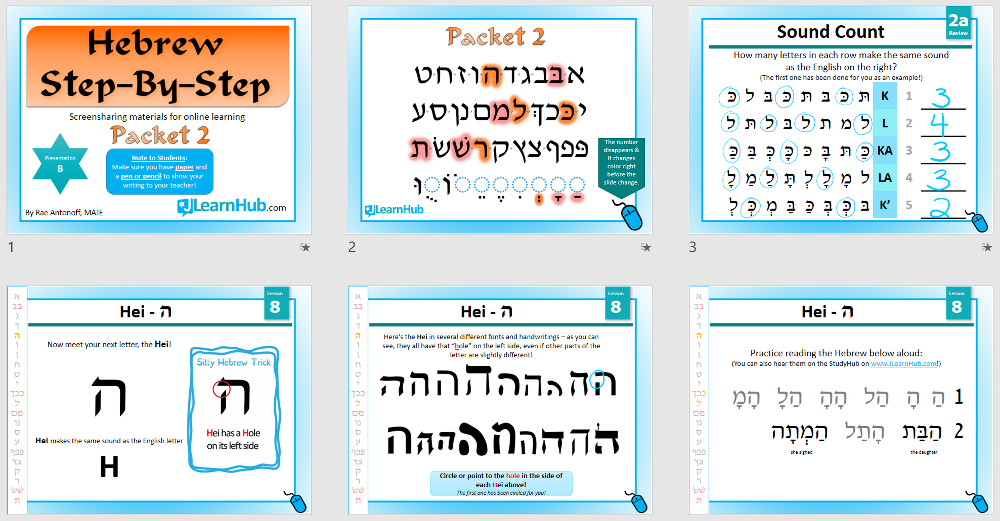 Hebrew
Step-By-Step
Screensharing materials for online learning
Packet 2
Presentation
B
Note to Students:
Make sure you have paper and
a pen or pencil to show your
writing to your teacher!
By Rae Antonoff, MAJE
JLearnHub.com
1
Packet 2
א·בּב·ג·ד·ה·ו·ז·ח·ט
י·כּכךְ·ל·מם·נן·ס·ע
פּפף·צץ·ק·ר·שׁשׂ·ת
◌ַ ◌ָ ◌ְ ◌ִ ◌ֶ ◌ֵ ◌ֹ וֹ ◌ֻ וּ
The number
disappears &
it changes
color right
before the
slide change.
JLearnHub
2
2a
Review
Sound Count
How many letters in each row make the same sound
as the English on the right?
(The first one has been done for you as an example!)
תּ כּ בּ תּ כּ בּ ל כּ K 1 3
ל מ ת ל בּ ל תּ ל L 2 4
כַּ תּ בָּ כּ כָּ כְּ בַּ כַּ KA 3 3
ל מָ לָ לְ תָּ לַ מַ לָ LA 4 3
בּ כְּ בְּ כַּ בַּ מְ כְּ לְ K’ 5 2
3
א
בּב
ג
ד
ה
ו
ז
ח
ט
י
כּכך
ל
מם
נן
ס
ע
פּפף
צץ
ק
ר
שׁשׂ
ת
Lesson
8
Hei - ה
Now meet your next letter, the Hei!
ה
Hei makes the same sound as the English letter
H
Silly Hebrew Trick
ה
Hei has a Hole
on its left side
א
בּב
ג
ד
ה
ו
ז
ח
ט
י
כּכך
ל
מם
נן
ס
ע
פּפף
צץ
ק
ר
שׁשׂ
ת
Lesson
8
Hei - ה
Here’s the Hei in several different fonts and handwritings – as you can
see, they all have that “hole” on the left side, even if other parts of the
letter are slightly different!
ה ה ה ה ה ה ה ה ה
ה ה ה ה ה ה ה ה ה
Circle or point to the hole in the side of
each Hei above!
The first one has been circled for you!
א
בּב
ג
ד
ה
ו
ז
ח
ט
י
כּכך
ל
מם
נן
ס
ע
פּפף
צץ
ק
ר
שׁשׂ
ת
Lesson
8
Hei - ה
Practice reading the Hebrew below aloud:
(You can also hear them on the StudyHub on www.JLearnHub.com!)
1 הַ הָ הַל הָהָ הַלָ הָמָ
2 הַבַּת הָתַל הַמְתָה
the daughter she sighed